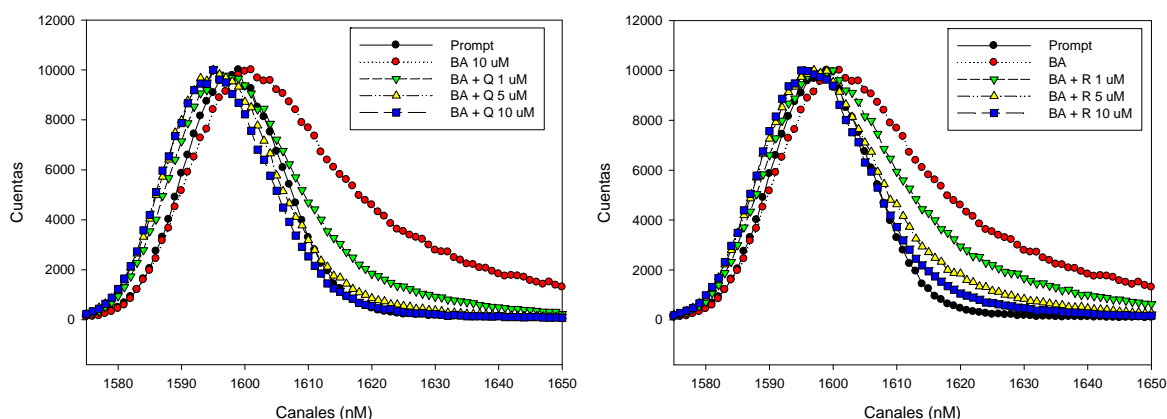 12000
10000
8000
6000
4000
2000
0
Cuentas
1580 1590 1600 1610 1620 1630 1640 1650
Canales (nM)
Prompt
BA 10 uM
BA + Q 1 uM
BA + Q 5 uM
BA + Q 10 uM
12000
10000
8000
6000
4000
2000
0
Cuentas
1580 1590 1600 1610 1620 1630 1640 1650
Canales (nM)
Prompt
BA
BA + R 1 uM
BA + R 5 uM
BA + R 10 uM